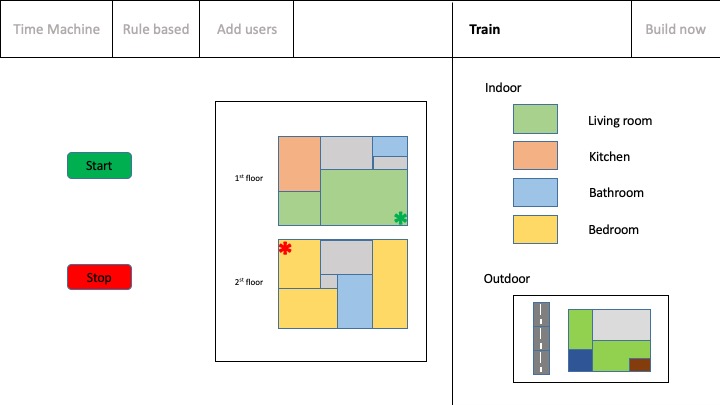 Time Machine
Rule based
Add users
Train
Build now
Indoor
Living room
Kitchen
Bathroom
Bedroom
Outdoor
Start
Stop
1st floor
2st floor